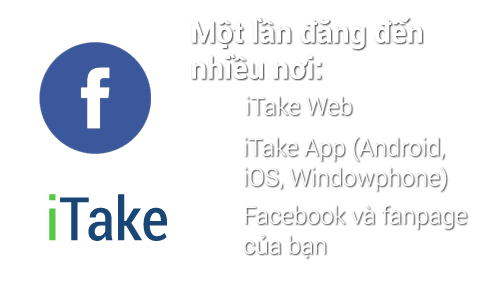 Một lần đăng đến
nhiều nơi:
iTake Web
iTake App (Android,
iOS, Windowphone)
Facebook và fanpage
của bạn
f
iTake